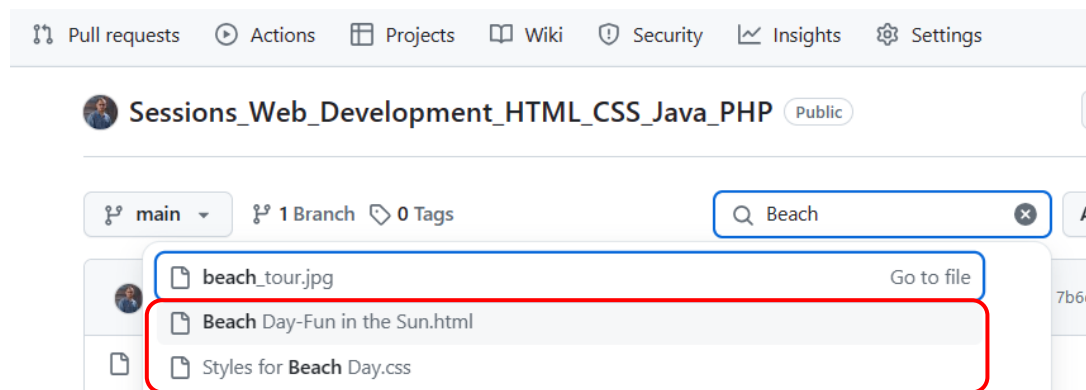 Pull requests Actions Projects Wiki Security Insights Settings
Sessions_Web_Development_HTML_CSS_Java_PHP Public
main 1 Branch 0 Tags Beach
beach_tour.jpg Go to file
Beach Day-Fun in the Sun.html
Styles for Beach Day.css